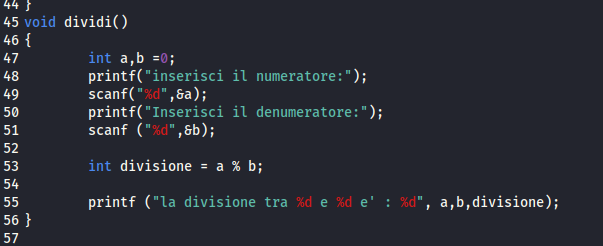 44 }
45 void dividi()
46 {
47 int a,b =0;
48 printf("inserisci il numeratore:");
49 scanf("%d",&a);
50 printf("Inserisci il denumeratore:");
51 scanf ("%d",&b);
52
53 int divisione = a % b;
54
55 printf ("la divisione tra %d e %d e' : %d", a,b,divisione);
56 }
57